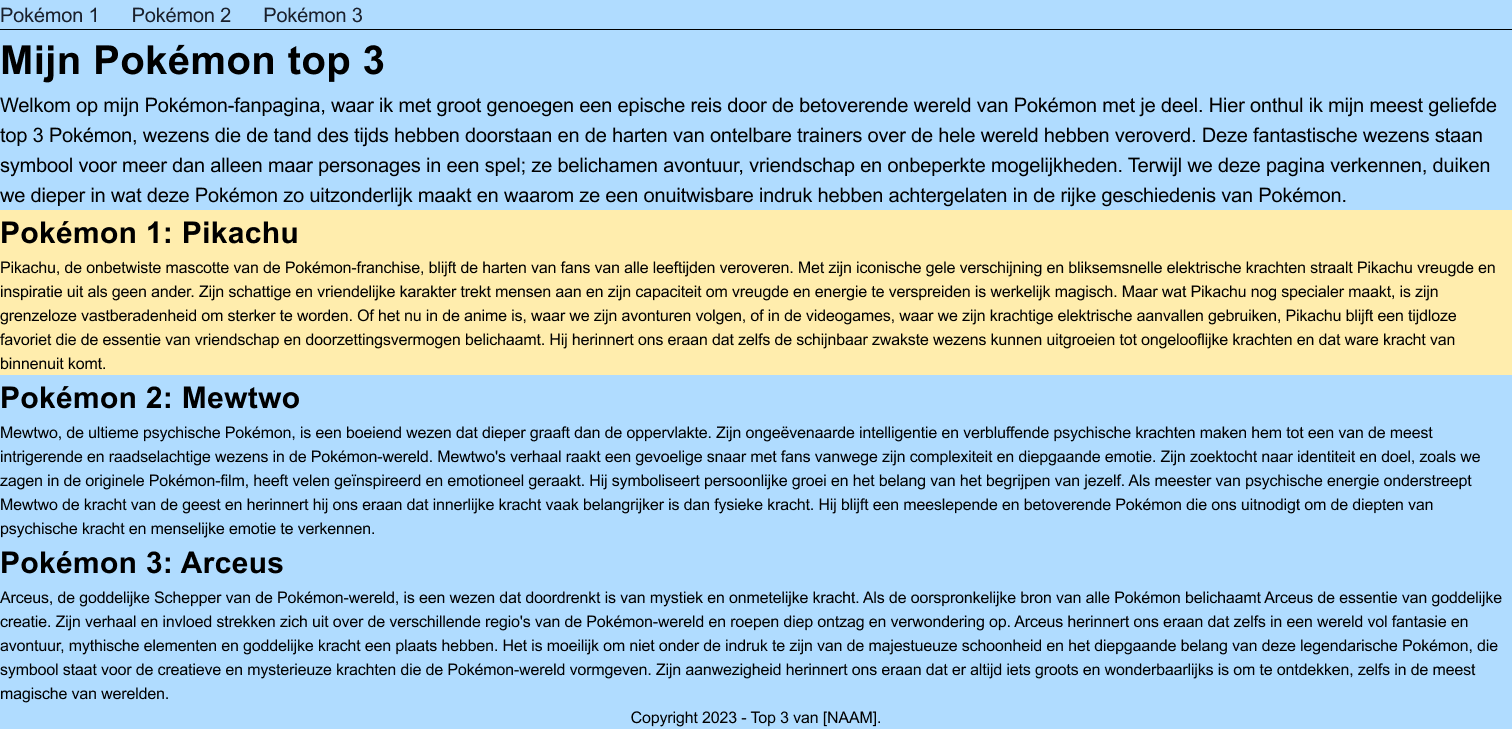 Pokémon 1 Pokémon 2 Pokémon 3
Mijn Pokémon top 3
Welkom op mijn Pokémon-fanpagina, waar ik met groot genoegen een epische reis door de betoverende wereld van Pokémon met je deel. Hier onthul ik mijn meest geliefde
top 3 Pokémon, wezens die de tand des tijds hebben doorstaan en de harten van ontelbare trainers over de hele wereld hebben veroverd. Deze fantastische wezens staan
symbool voor meer dan alleen maar personages in een spel; ze belichamen avontuur, vriendschap en onbeperkte mogelijkheden. Terwijl we deze pagina verkennen, duiken
we dieper in wat deze Pokémon zo uitzonderlijk maakt en waarom ze een onuitwisbare indruk hebben achtergelaten in de rijke geschiedenis van Pokémon.
Pokémon 1: Pikachu
Pikachu, de onbetwiste mascotte van de Pokémon-franchise, blijft de harten van fans van alle leeftijden veroveren. Met zijn iconische gele verschijning en bliksemsnelle elektrische krachten straalt Pikachu vreugde en
inspiratie uit als geen ander. Zijn schattige en vriendelijke karakter trekt mensen aan en zijn capaciteit om vreugde en energie te verspreiden is werkelijk magisch. Maar wat Pikachu nog specialer maakt, is zijn
grenzeloze vastberadenheid om sterker te worden. Of het nu in de anime is, waar we zijn avonturen volgen, of in de videogames, waar we zijn krachtige elektrische aanvallen gebruiken, Pikachu blijft een tijdloze
favoriet die de essentie van vriendschap en doorzettingsvermogen belichaamt. Hij herinnert ons eraan dat zelfs de schijnbaar zwakste wezens kunnen uitgroeien tot ongelooflijke krachten en dat ware kracht van
binnenuit komt.
Pokémon 2: Mewtwo
Mewtwo, de ultieme psychische Pokémon, is een boeiend wezen dat dieper graaft dan de oppervlakte. Zijn ongeëvenaarde intelligentie en verbluffende psychische krachten maken hem tot een van de meest
intrigerende en raadselachtige wezens in de Pokémon-wereld. Mewtwo's verhaal raakt een gevoelige snaar met fans vanwege zijn complexiteit en diepgaande emotie. Zijn zoektocht naar identiteit en doel, zoals we
zagen in de originele Pokémon-film, heeft velen geïnspireerd en emotioneel geraakt. Hij symboliseert persoonlijke groei en het belang van het begrijpen van jezelf. Als meester van psychische energie onderstreept
Mewtwo de kracht van de geest en herinnert hij ons eraan dat innerlijke kracht vaak belangrijker is dan fysieke kracht. Hij blijft een meeslepende en betoverende Pokémon die ons uitnodigt om de diepten van
psychische kracht en menselijke emotie te verkennen.
Pokémon 3: Arceus
Arceus, de goddelijke Schepper van de Pokémon-wereld, is een wezen dat doordrenkt is van mystiek en onmetelijke kracht. Als de oorspronkelijke bron van alle Pokémon belichaamt Arceus de essentie van goddelijke
creatie. Zijn verhaal en invloed strekken zich uit over de verschillende regio's van de Pokémon-wereld en roepen diep ontzag en verwondering op. Arceus herinnert ons eraan dat zelfs in een wereld vol fantasie en
avontuur, mythische elementen en goddelijke kracht een plaats hebben. Het is moeilijk om niet onder de indruk te zijn van de majestueuze schoonheid en het diepgaande belang van deze legendarische Pokémon, die
symbool staat voor de creatieve en mysterieuze krachten die de Pokémon-wereld vormgeven. Zijn aanwezigheid herinnert ons eraan dat er altijd iets groots en wonderbaarlijks is om te ontdekken, zelfs in de meest
magische van werelden.
Copyright 2023 - Top 3 van [NAAM].